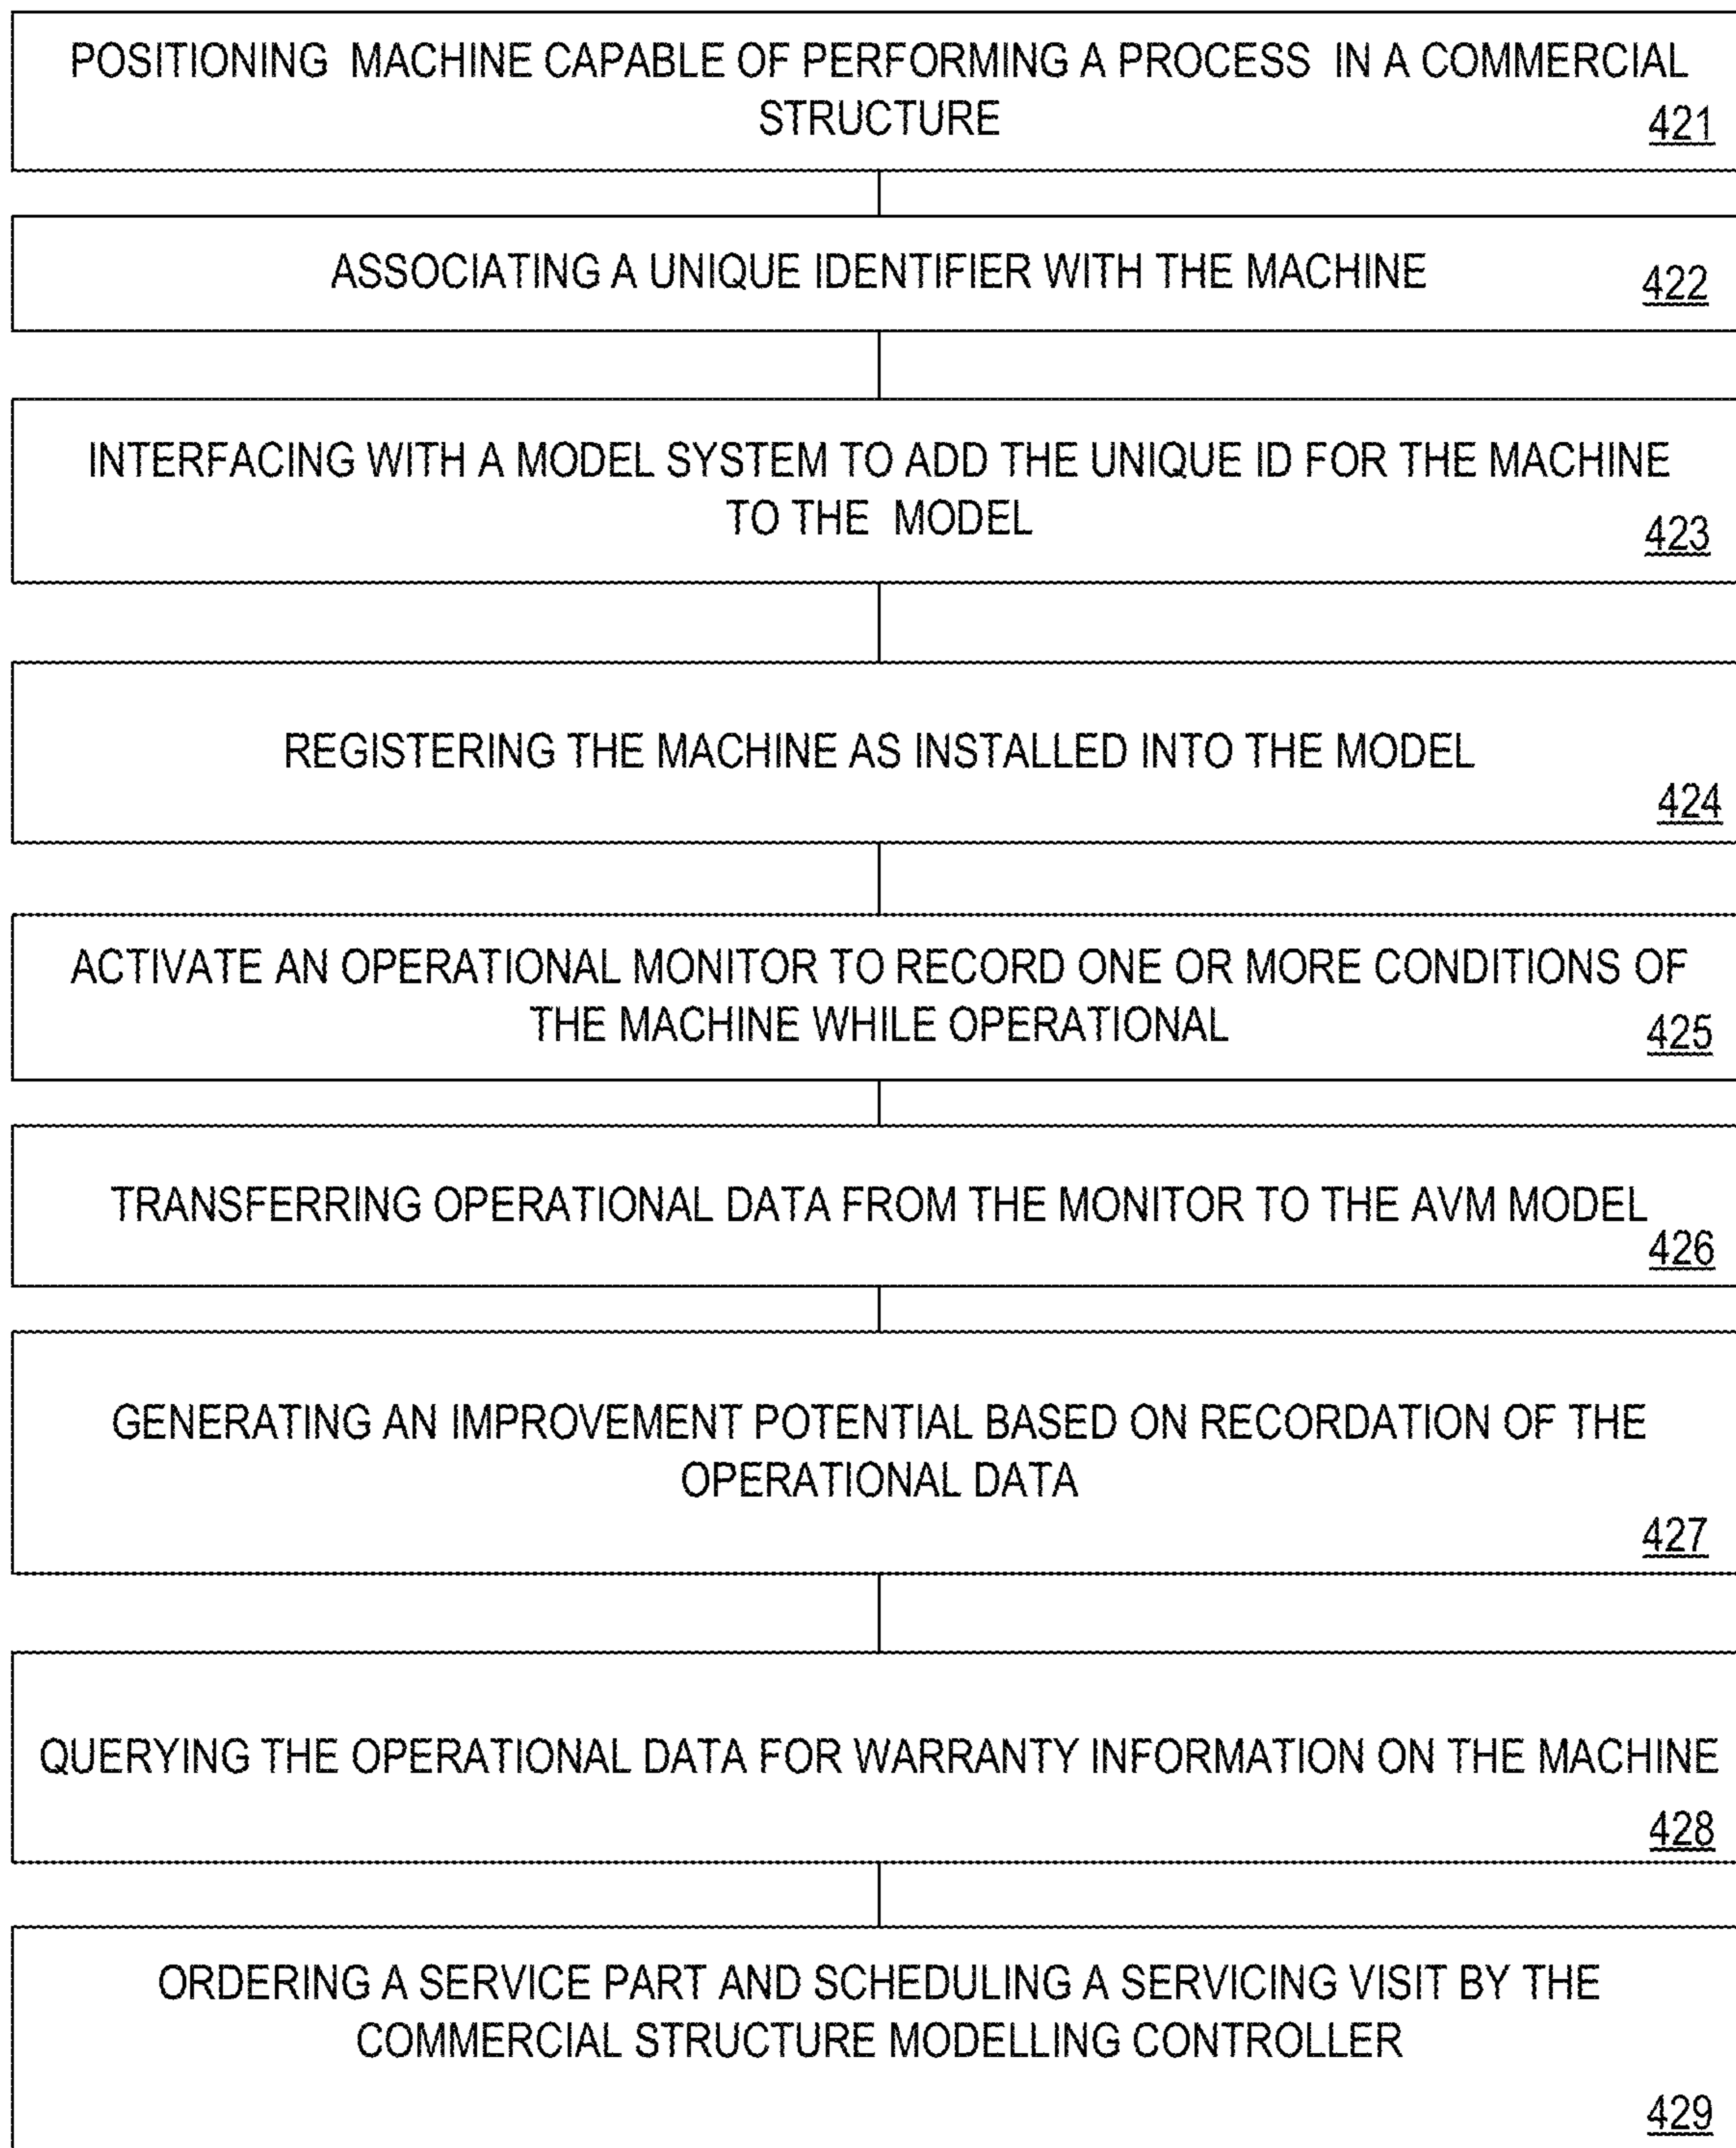 POSITIONING MACHINE CAPABLE OF PERFORMING A PROCESS IN A COMMERCIAL
STRUCTURE
421
ASSOCIATING A UNIQUE IDENTIFIER WITH THE MACHINE
422
INTERFACING WITH A MODEL SYSTEM TO ADD THE UNIQUE ID FOR THE MACHINE
TO THE MODEL
423
REGISTERING THE MACHINE AS INSTALLED INTO THE MODEL
424
ACTIVATE AN OPERATIONAL MONITOR TO RECORD ONE OR MORE CONDITIONS OF
THE MACHINE WHILE OPERATIONAL
425
TRANSFERRING OPERATIONAL DATA FROM THE MONITOR TO THE AVM MODEL
426
GENERATING AN IMPROVEMENT POTENTIAL BASED ON RECORDATION OF THE
OPERATIONAL DATA
427
QUERYING THE OPERATIONAL DATA FOR WARRANTY INFORMATION ON THE MACHINE
428
ORDERING A SERVICE PART AND SCHEDULING A SERVICING VISIT BY THE
COMMERCIAL STRUCTURE MODELLING CONTROLLER
429